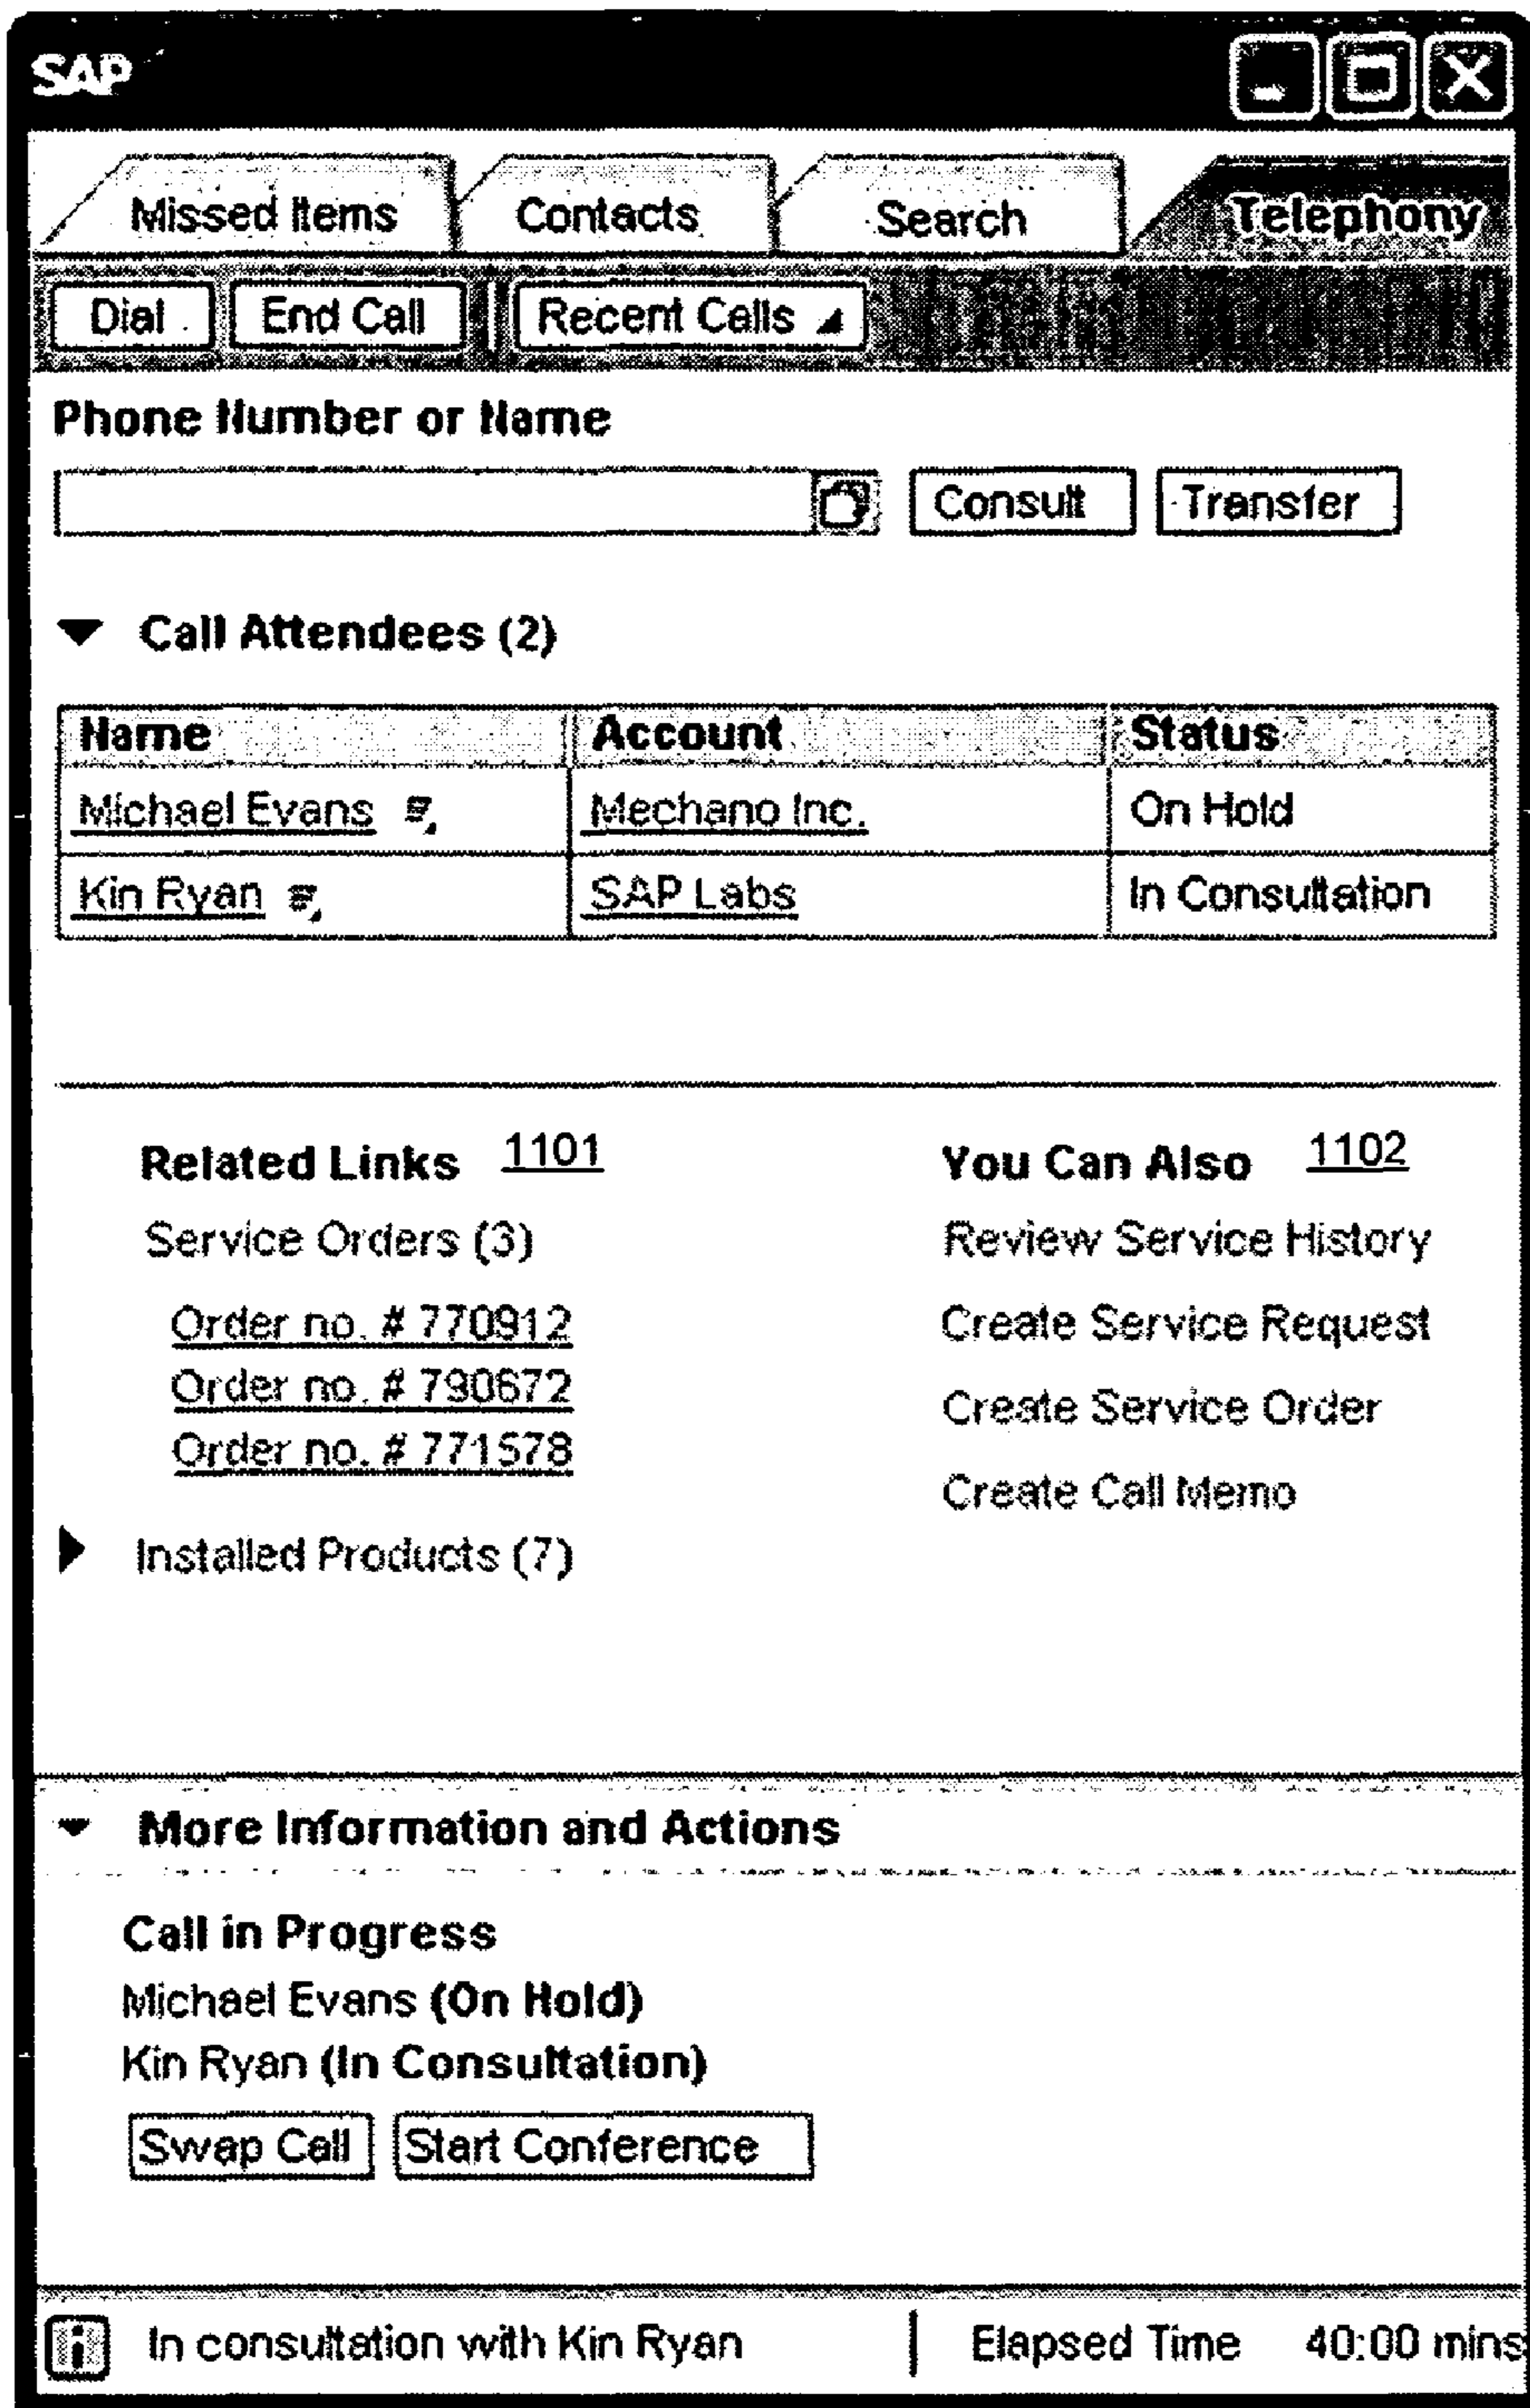 SAP
Missed Items Contacts Search Telephony
Dial End Call Recent Calls
Phone Number or Name
Consult Transfer
Call Attendees (2)
Name Account Status
Michael Evans Mechano Inc. On Hold
Kin Ryan SAP Labs In Consultation
Related Links 1101 You Can Also 1102
Service Orders (3) Review Service History
Order no. # 770912 Create Service Request
Order no. # 790672 Create Service Order
Order no. # 771578 Create Call Memo
Installed Products (7)
More Information and Actions
Call in Progress
Michael Evans (On Hold)
Kin Ryan (In Consultation)
Swap Call Start Conference
In consultation with Kin Ryan | Elapsed Time 40:00 mins